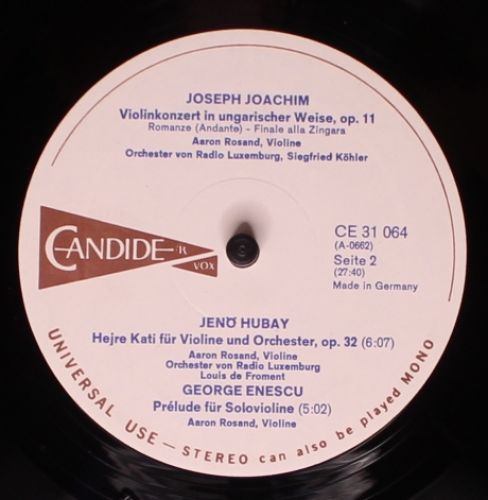 JOSEPH JOACHIM
Violinkonzert in ungarischer Weise, op. 11
Romanze (Andante) - Finale alla Zingara
Aaron Rosand, Violine
Orchester von Radio Luxemburg, Siegfried Köhler
CANDIDE
VOX
CE 31 064
(A-0662)
Seite 2
(27:40)
Made in Germany
JENÖ HUBAY
Hejre Kati für Violine und Orchester, op. 32 (6:07)
Aaron Rosand, Violine
Orchester von Radio Luxemburg
Louis de Froment
GEORGE ENESCU
Prélude für Solovioline (5:02)
Aaron Rosand, Violine
UNIVERSAL USE — STEREO can also be played MONO